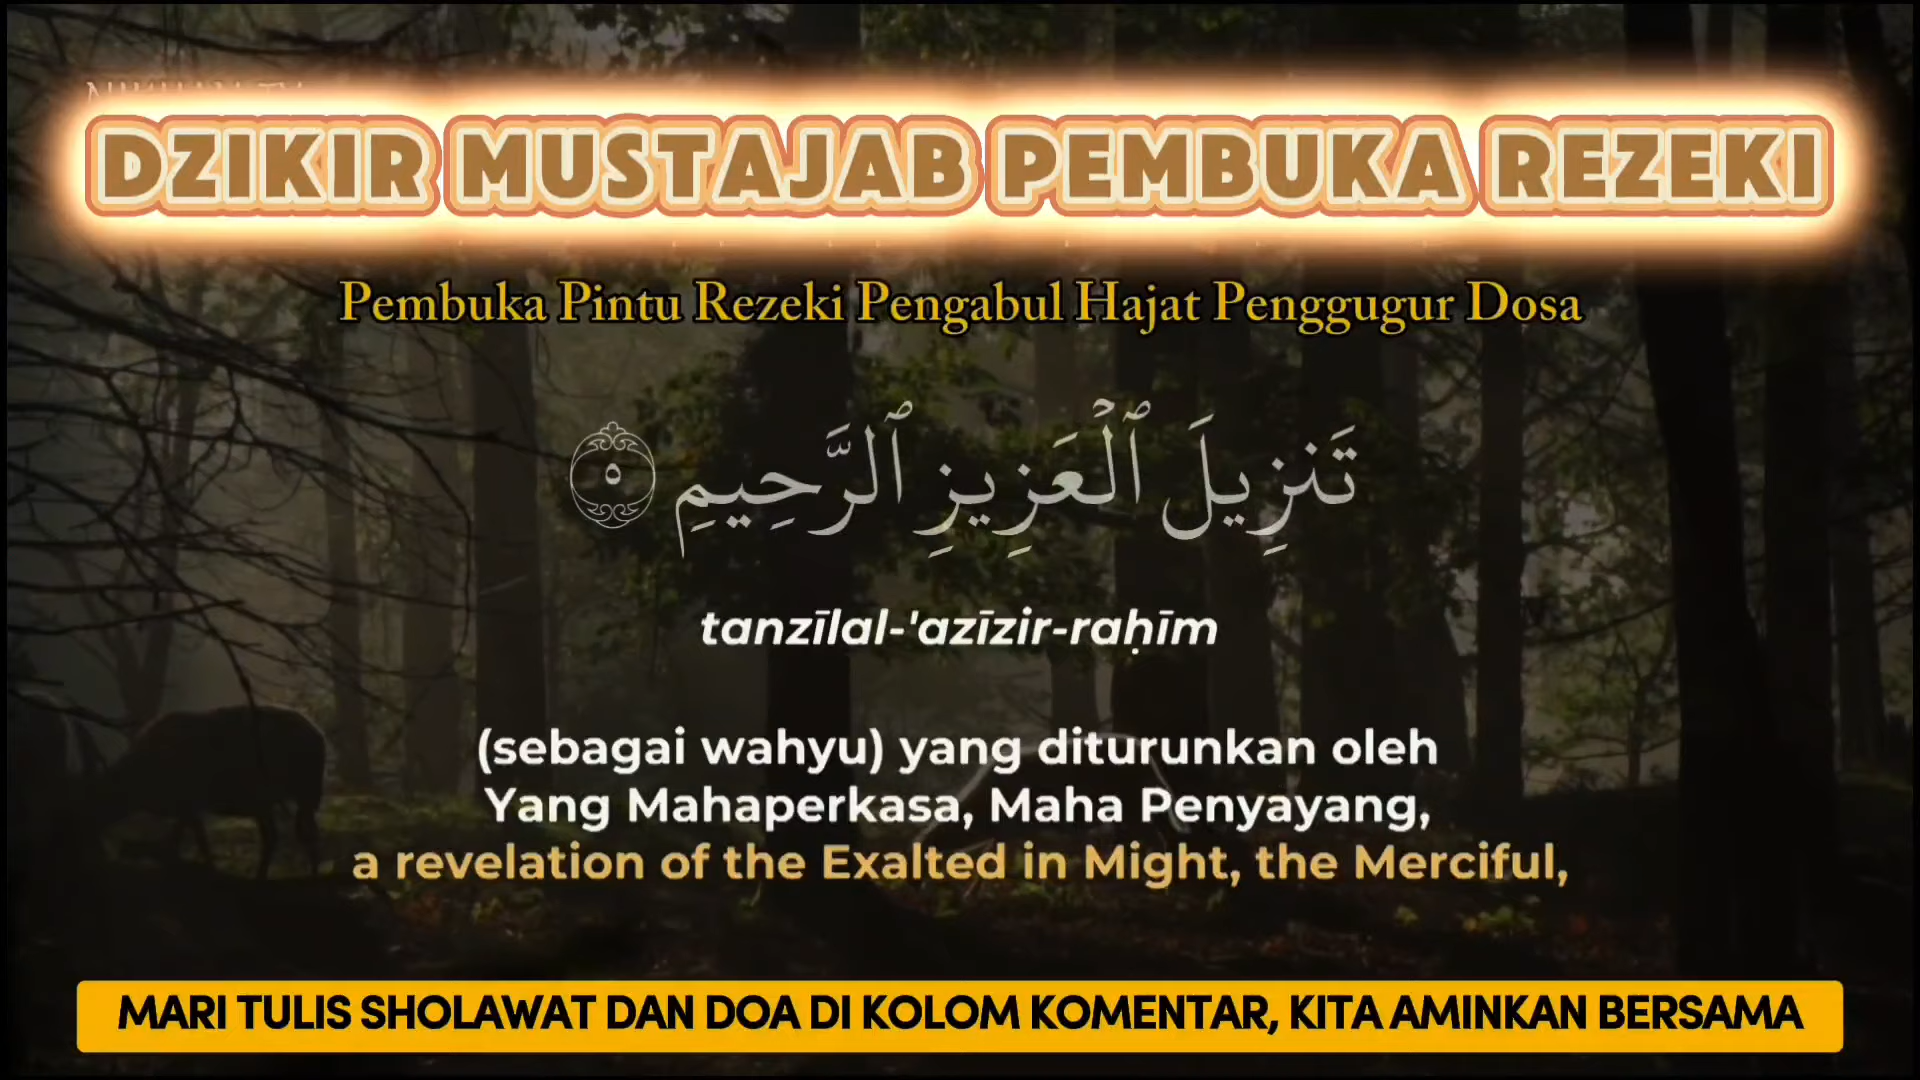 DZIKIR MUSTAJAB PEMBUKA REZEKI
Pembuka Pintu Rezeki Pengabul Hajat Penggugur Dosa
تَنزِيلَ ٱلْعَزِيزِ ٱلرَّحِيمِ ٥
tanzīlal-'azīzir-raḥīm
(sebagai wahyu) yang diturunkan oleh
Yang Mahaperkasa, Maha Penyayang,
a revelation of the Exalted in Might, the Merciful,
MARI TULIS SHOLAWAT DAN DOA DI KOLOM KOMENTAR, KITA AMINKAN BERSAMA